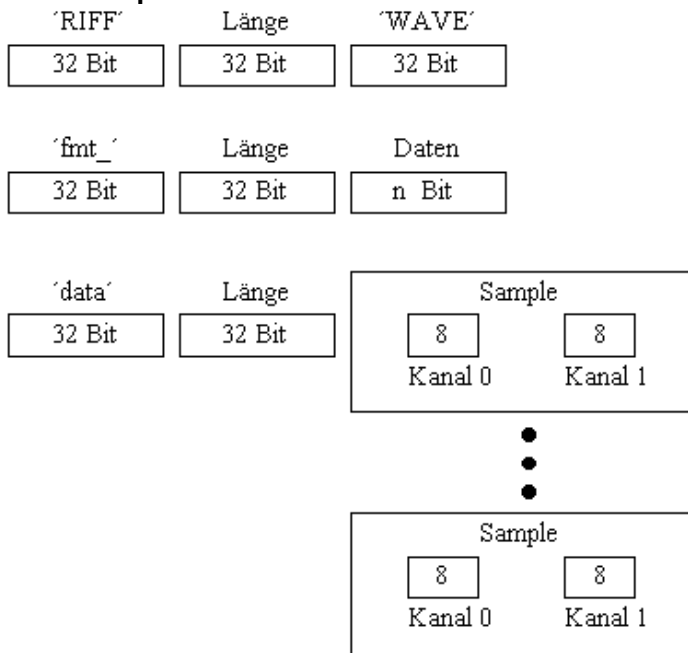 ´RIFF´ Länge ´WAVE´
32 Bit 32 Bit 32 Bit
´fmt_´ Länge Daten
32 Bit 32 Bit n Bit
´data´ Länge Sample
32 Bit 32 Bit 8 8
Kanal 0 Kanal 1
Sample
8 8
Kanal 0 Kanal 1